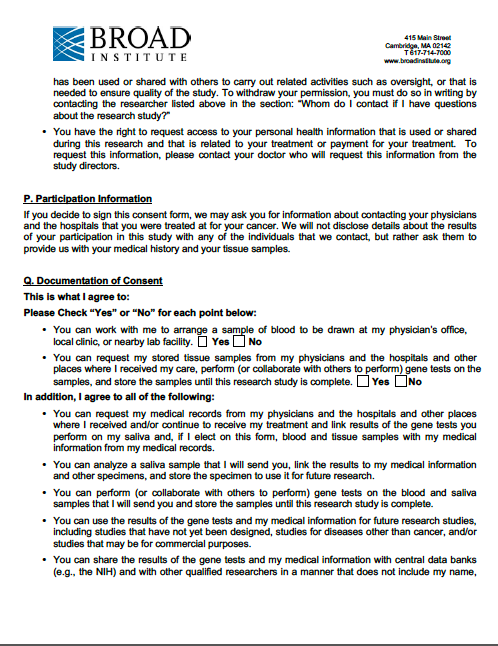 BROAD
INSTITUTE
415 Main Street
Cambridge, MA 02142
T 617-714-7000
www.broadinstitute.org
has been used or shared with others to carry out related activities such as oversight, or that is
needed to ensure quality of the study. To withdraw your permission, you must do so in writing by
contacting the researcher listed above in the section: "Whom do I contact if I have questions
about the research study?"
• You have the right to request access to your personal health information that is used or shared
during this research and that is related to your treatment or payment for your treatment. To
request this information, please contact your doctor who will request this information from the
study directors.
P. Participation Information
If you decide to sign this consent form, we may ask you for information about contacting your physicians
and the hospitals that you were treated at for your cancer. We will not disclose details about the results
of your participation in this study with any of the individuals that we contact, but rather ask them to
provide us with your medical history and your tissue samples.
Q. Documentation of Consent
This is what I agree to:
Please Check "Yes" or "No" for each point below:
• You can work with me to arrange a sample of blood to be drawn at my physician's office,
local clinic, or nearby lab facility. Yes No
• You can request my stored tissue samples from my physicians and the hospitals and other
places where I received my care, perform (or collaborate with others to perform) gene tests on the
samples, and store the samples until this research study is complete. Yes No
In addition, I agree to all of the following:
• You can request my medical records from my physicians and the hospitals and other places
where I received and/or continue to receive my treatment and link results of the gene tests you
perform on my saliva and, if I elect on this form, blood and tissue samples with my medical
information from my medical records.
• You can analyze a saliva sample that I will send you, link the results to my medical information
and other specimens, and store the specimen to use it for future research.
• You can perform (or collaborate with others to perform) gene tests on the blood and saliva
samples that I will send you and store the samples until this research study is complete.
• You can use the results of the gene tests and my medical information for future research studies,
including studies that have not yet been designed, studies for diseases other than cancer, and/or
studies that may be for commercial purposes.
• You can share the results of the gene tests and my medical information with central data banks
(e.g., the NIH) and with other qualified researchers in a manner that does not include my name,